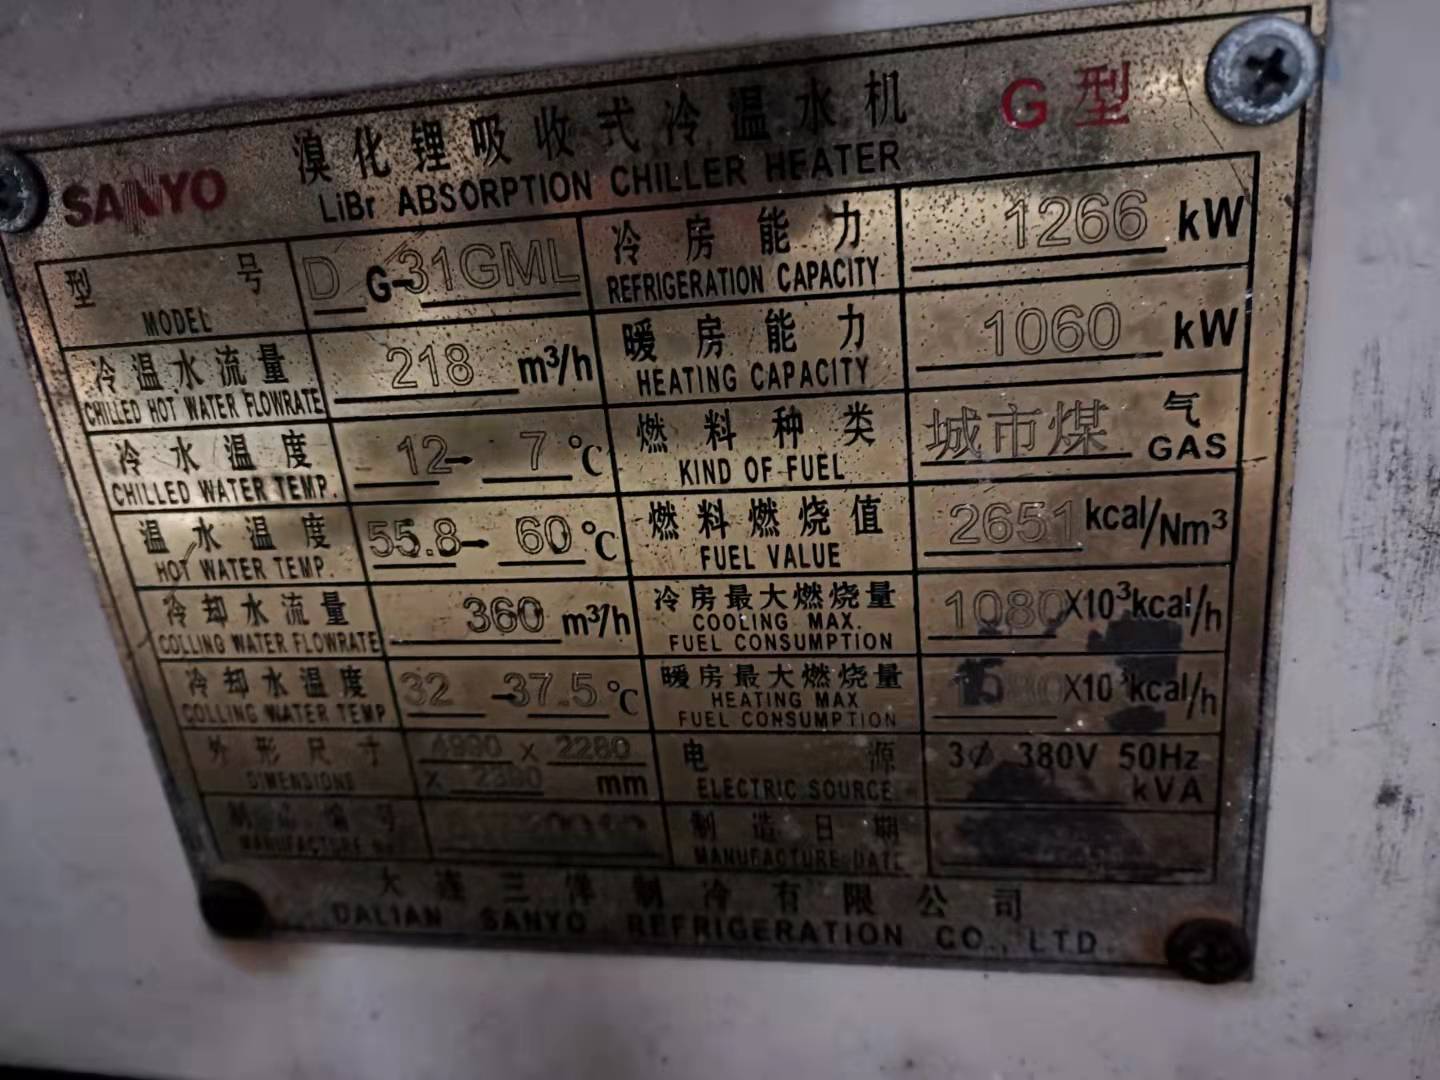 溴化锂吸收式冷温水机 G型
SANYO LiBr ABSORPTION CHILLER HEATER
型号 D G-31GML 冷房能力 1266 kW
MODEL REFRIGERATION CAPACITY
冷温水流量 218 m³/h 暖房能力 1060 kW
CHILLED HOT WATER FLOWRATE HEATING CAPACITY
冷水温度 12- 7 ℃ 燃料种类 城市煤气
CHILLED WATER TEMP. KIND OF FUEL GAS
温水温度 55.8- 60 ℃ 燃料燃烧值 2651 kcal/Nm³
HOT WATER TEMP. FUEL VALUE
冷却水流量 360 m³/h 冷房最大燃烧量 1080 X10³kcal/h
COLLING WATER FLOWRATE COOLING MAX.
FUEL CONSUMPTION
冷却水温度 32 -37.5 ℃ 暖房最大燃烧量 X10³kcal/h
COLLING WATER TEMP HEATING MAX
FUEL CONSUMPTION
外形尺寸 x 2280 电源 3∅ 380V 50Hz
DIMENSIONS x mm ELECTRIC SOURCE kVA
制品编号 制造日期
MANUFACTURE No. MANUFACTURE DATE
大连三洋制冷有限公司
DALIAN SANYO REFRIGERATION CO., LTD.